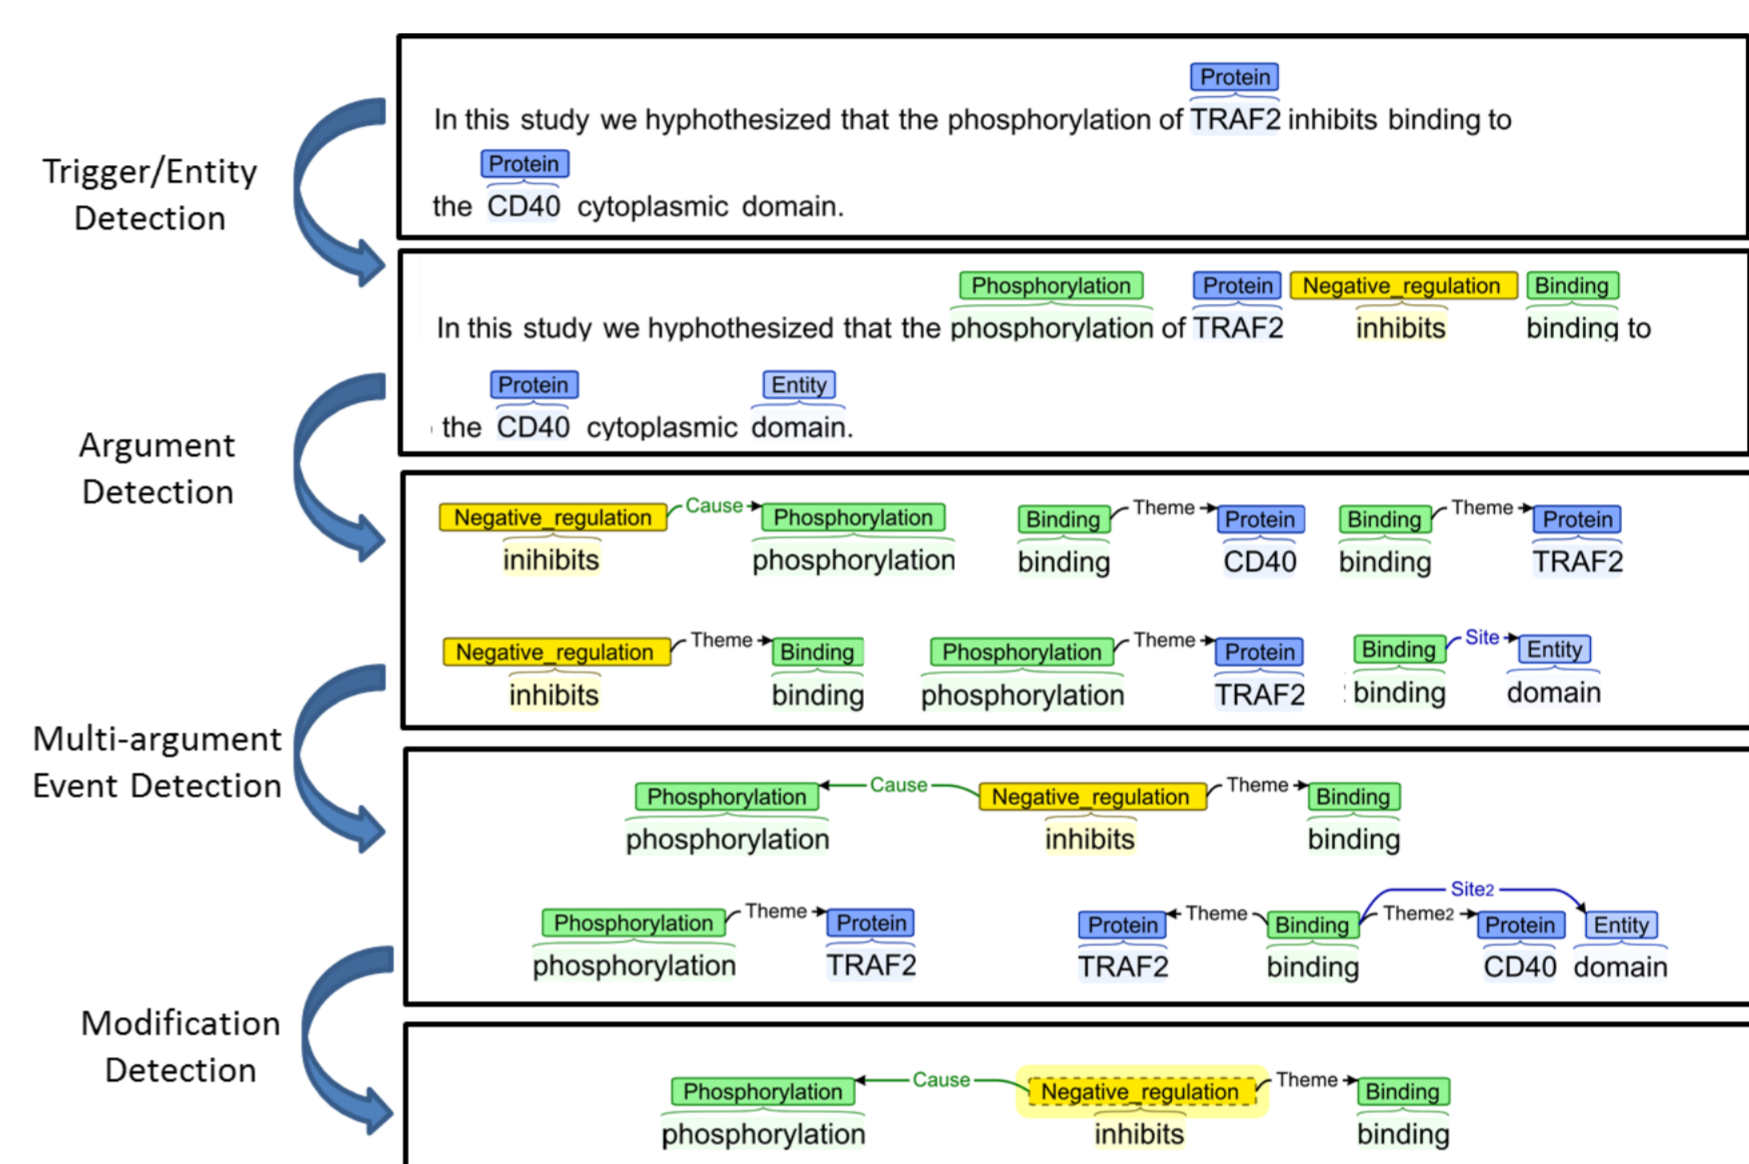 Protein
In this study we hyphothesized that the phosphorylation of TRAF2 inhibits binding to
Protein
the CD40 cytoplasmic domain.
Trigger/Entity
Detection
Phosphorylation Protein Negative_regulation Binding
In this study we hyphothesized that the phosphorylation of TRAF2 inhibits binding to
Protein Entity
the CD40 cytoplasmic domain.
Argument
Detection
Negative_regulation Cause Phosphorylation Binding Theme Protein Binding Theme Protein
inihibits phosphorylation binding CD40 binding TRAF2
Negative_regulation Theme Binding Phosphorylation Theme Protein Binding Site Entity
inhibits binding phosphorylation TRAF2 binding domain
Multi-argument
Event Detection
Phosphorylation Cause Negative_regulation Theme Binding
phosphorylation inhibits binding
Site2
Phosphorylation Theme Protein Protein Theme Binding Theme2 Protein Entity
phosphorylation TRAF2 TRAF2 binding CD40 domain
Modification
Detection
Phosphorylation Cause Negative_regulation Theme Binding
phosphorylation inhibits binding